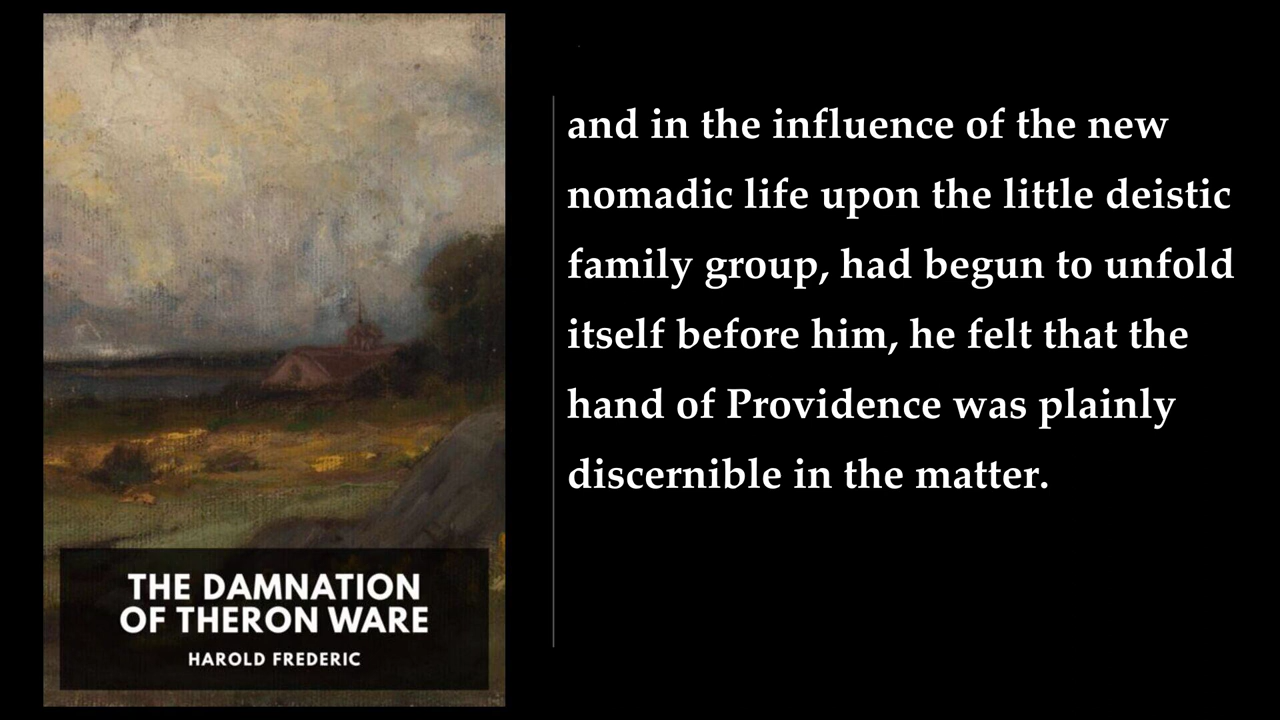 and in the influence of the new
nomadic life upon the little deistic
family group, had begun to unfold
itself before him, he felt that the
hand of Providence was plainly
discernible in the matter.
THE DAMNATION
OF THERON WARE
HAROLD FREDERIC